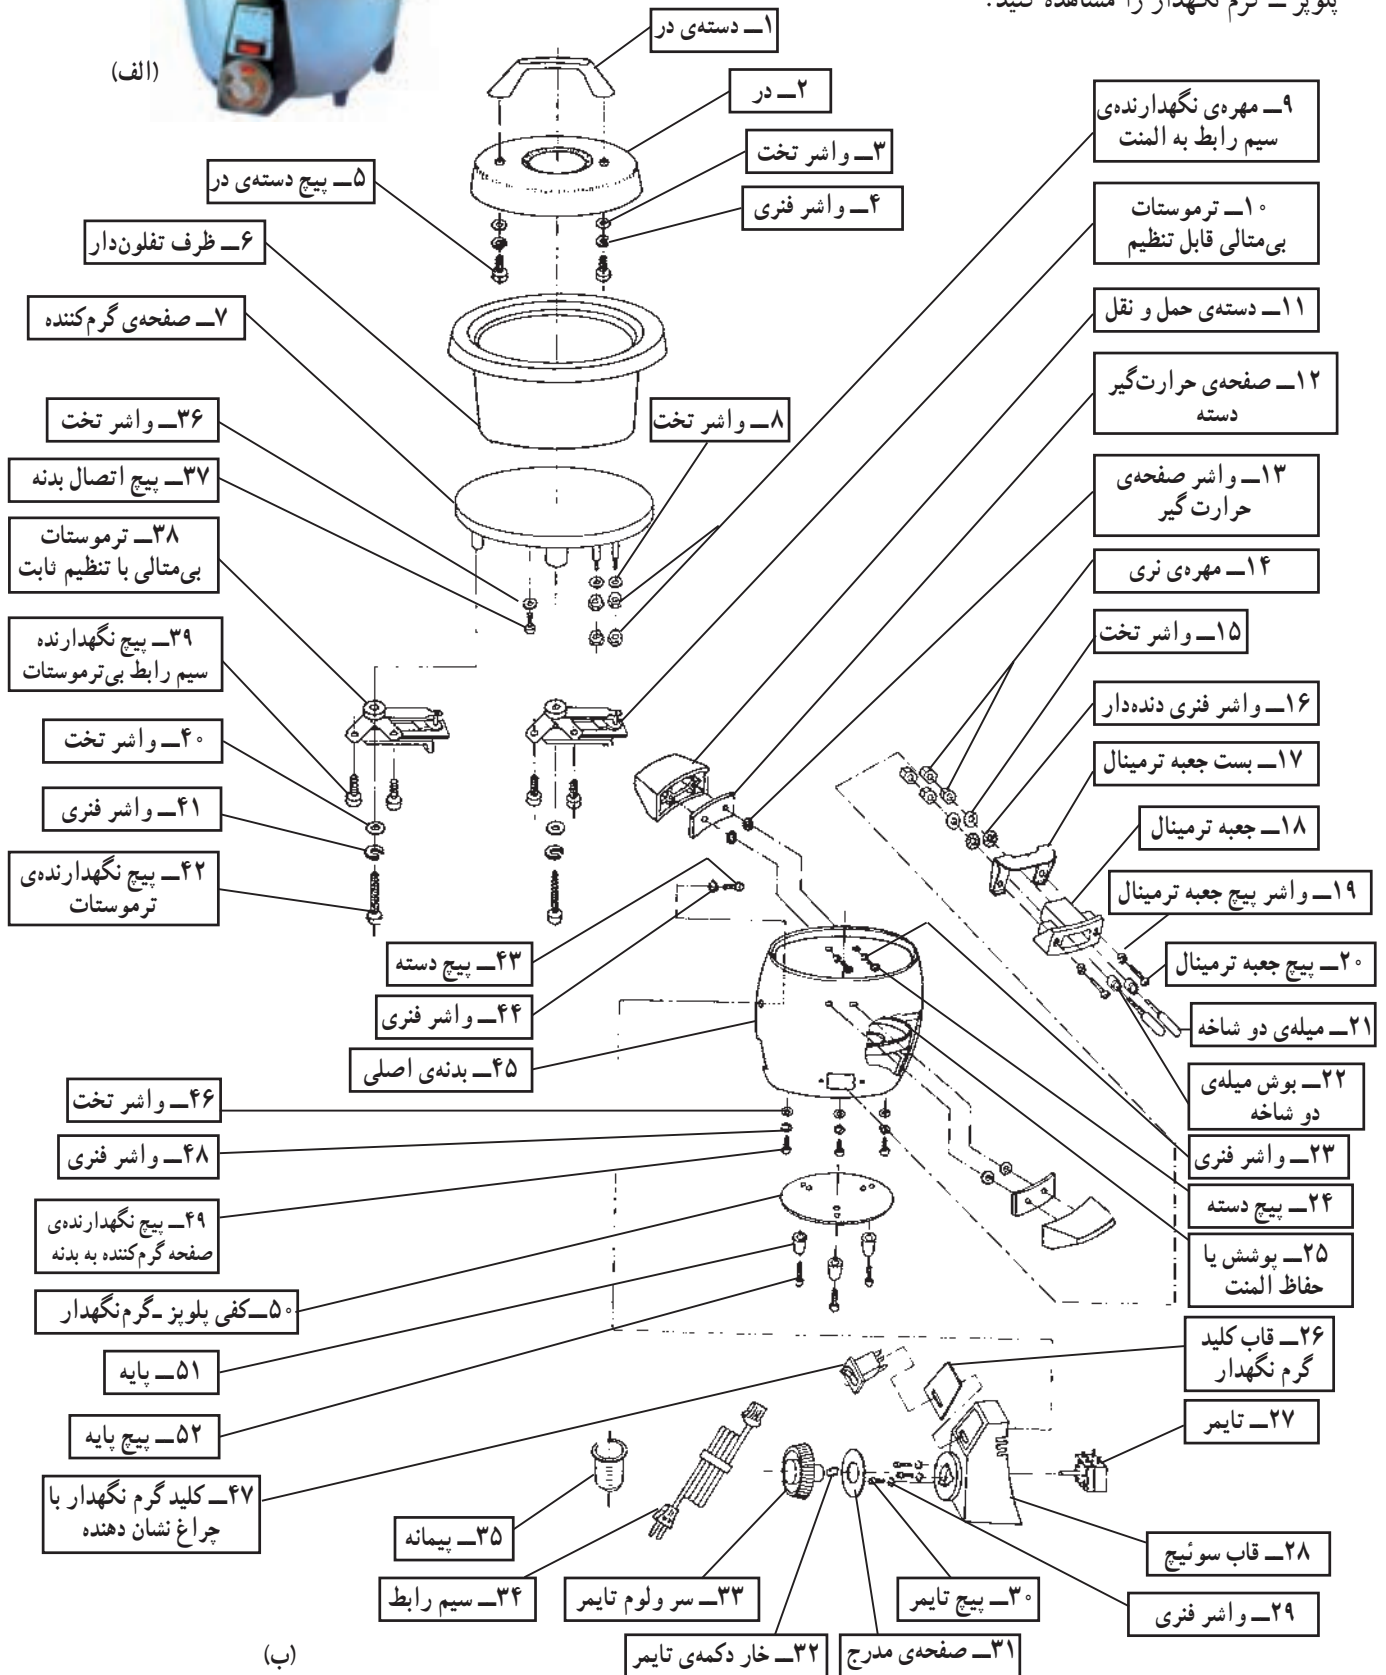 پلوپز ــ گرم نگهدار را مشاهده کنید.
(الف)
۱ــ دسته‌ی در
۲ــ در
۳ــ واشر تخت
۴ــ واشر فنری
۵ــ پیچ دسته‌ی در
۶ــ ظرف تفلون‌دار
۷ــ صفحه‌ی گرم‌کننده
۸ــ واشر تخت
۹ــ مهره‌ی نگهدارنده‌ی
سیم رابط به المنت
۱۰ــ ترموستات
بی‌متالی قابل تنظیم
۱۱ــ دسته‌ی حمل و نقل
۱۲ــ صفحه‌ی حرارت‌گیر
دسته
۱۳ــ واشر صفحه‌ی
حرارت گیر
۱۴ــ مهره‌ی نری
۱۵ــ واشر تخت
۱۶ــ واشر فنری دنده‌دار
۱۷ــ بست جعبه ترمینال
۱۸ــ جعبه ترمینال
۱۹ــ واشر پیچ جعبه ترمینال
۲۰ــ پیچ جعبه ترمینال
۲۱ــ میله‌ی دو شاخه
۲۲ــ بوش میله‌ی
دو شاخه
۲۳ــ واشر فنری
۲۴ــ پیچ دسته
۲۵ــ پوشش یا
حفاظ المنت
۲۶ــ قاب کلید
گرم نگهدار
۲۷ــ تایمر
۲۸ــ قاب سوئیچ
۲۹ــ واشر فنری
۳۰ــ پیچ تایمر
۳۱ــ صفحه‌ی مدرج
۳۲ــ خار دکمه‌ی تایمر
۳۳ــ سر ولوم تایمر
۳۴ــ سیم رابط
۳۵ــ پیمانه
۳۶ــ واشر تخت
۳۷ــ پیچ اتصال بدنه
۳۸ــ ترموستات
بی‌متالی با تنظیم ثابت
۳۹ــ پیچ نگهدارنده
سیم رابط بی‌ترموستات
۴۰ــ واشر تخت
۴۱ــ واشر فنری
۴۲ــ پیچ نگهدارنده‌ی
ترموستات
۴۳ــ پیچ دسته
۴۴ــ واشر فنری
۴۵ــ بدنه‌ی اصلی
۴۶ــ واشر تخت
۴۸ــ واشر فنری
۴۹ــ پیچ نگهدارنده‌ی
صفحه گرم‌کننده به بدنه
۵۰ــ کفی پلوپز ــ گرم‌نگهدار
۵۱ــ پایه
۵۲ــ پیچ پایه
۴۷ــ کلید گرم نگهدار با
چراغ نشان دهنده
(ب)